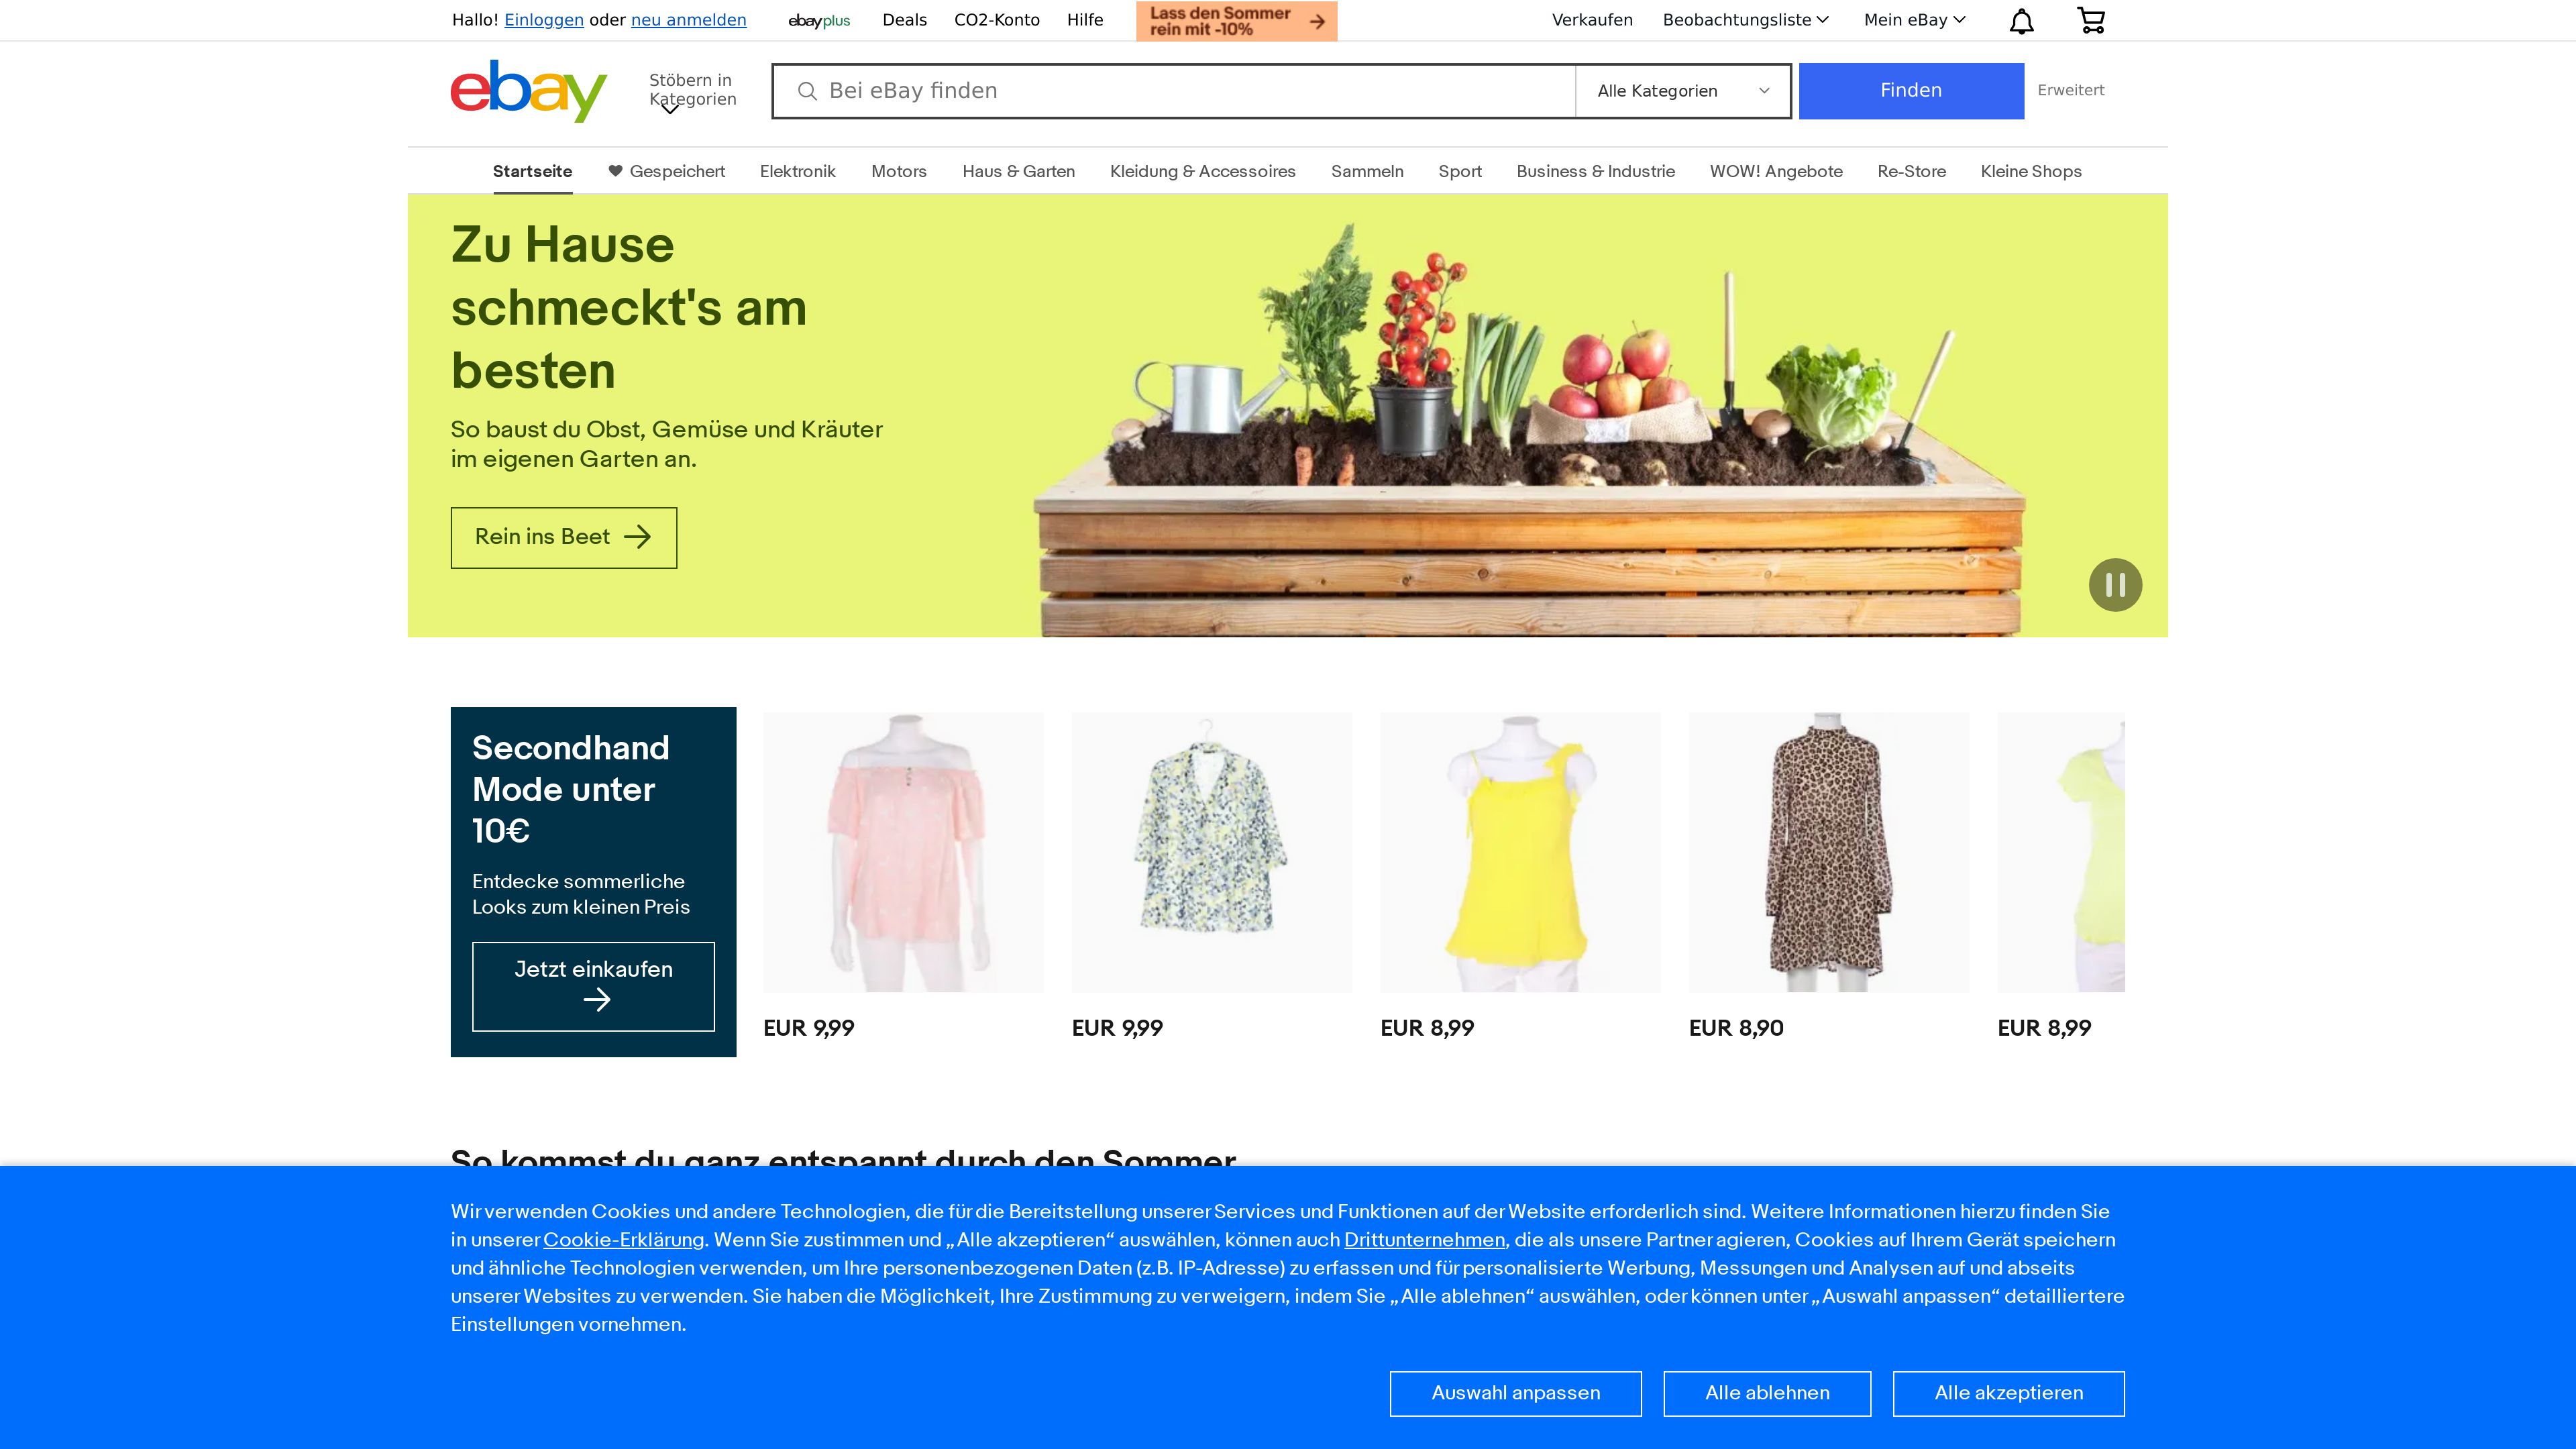 Hallo! Einloggen oder neu anmelden
ebayplus
Deals
CO2-Konto
Hilfe
Lass den Sommer
rein mit -10%
Verkaufen
Beobachtungsliste
Mein eBay
ebay
Stöbern in
Kategorien
Bei eBay finden
Alle Kategorien
Finden
Erweitert
Startseite
Gespeichert
Elektronik
Motors
Haus & Garten
Kleidung & Accessoires
Sammeln
Sport
Business & Industrie
WOW! Angebote
Re-Store
Kleine Shops
Zu Hause
schmeckt's am
besten
So baust du Obst, Gemüse und Kräuter
im eigenen Garten an.
Rein ins Beet
Secondhand
Mode unter
10€
Entdecke sommerliche
Looks zum kleinen Preis
Jetzt einkaufen
EUR 9,99
EUR 9,99
EUR 8,99
EUR 8,90
EUR 8,99
So kommst du ganz entspannt durch den Sommer
Wir verwenden Cookies und andere Technologien, die für die Bereitstellung unserer Services und Funktionen auf der Website erforderlich sind. Weitere Informationen hierzu finden Sie
in unserer Cookie-Erklärung. Wenn Sie zustimmen und „Alle akzeptieren“ auswählen, können auch Drittunternehmen, die als unsere Partner agieren, Cookies auf Ihrem Gerät speichern
und ähnliche Technologien verwenden, um Ihre personenbezogenen Daten (z.B. IP-Adresse) zu erfassen und für personalisierte Werbung, Messungen und Analysen auf und abseits
unserer Websites zu verwenden. Sie haben die Möglichkeit, Ihre Zustimmung zu verweigern, indem Sie „Alle ablehnen“ auswählen, oder können unter „Auswahl anpassen“ detailliertere
Einstellungen vornehmen.
Auswahl anpassen
Alle ablehnen
Alle akzeptieren